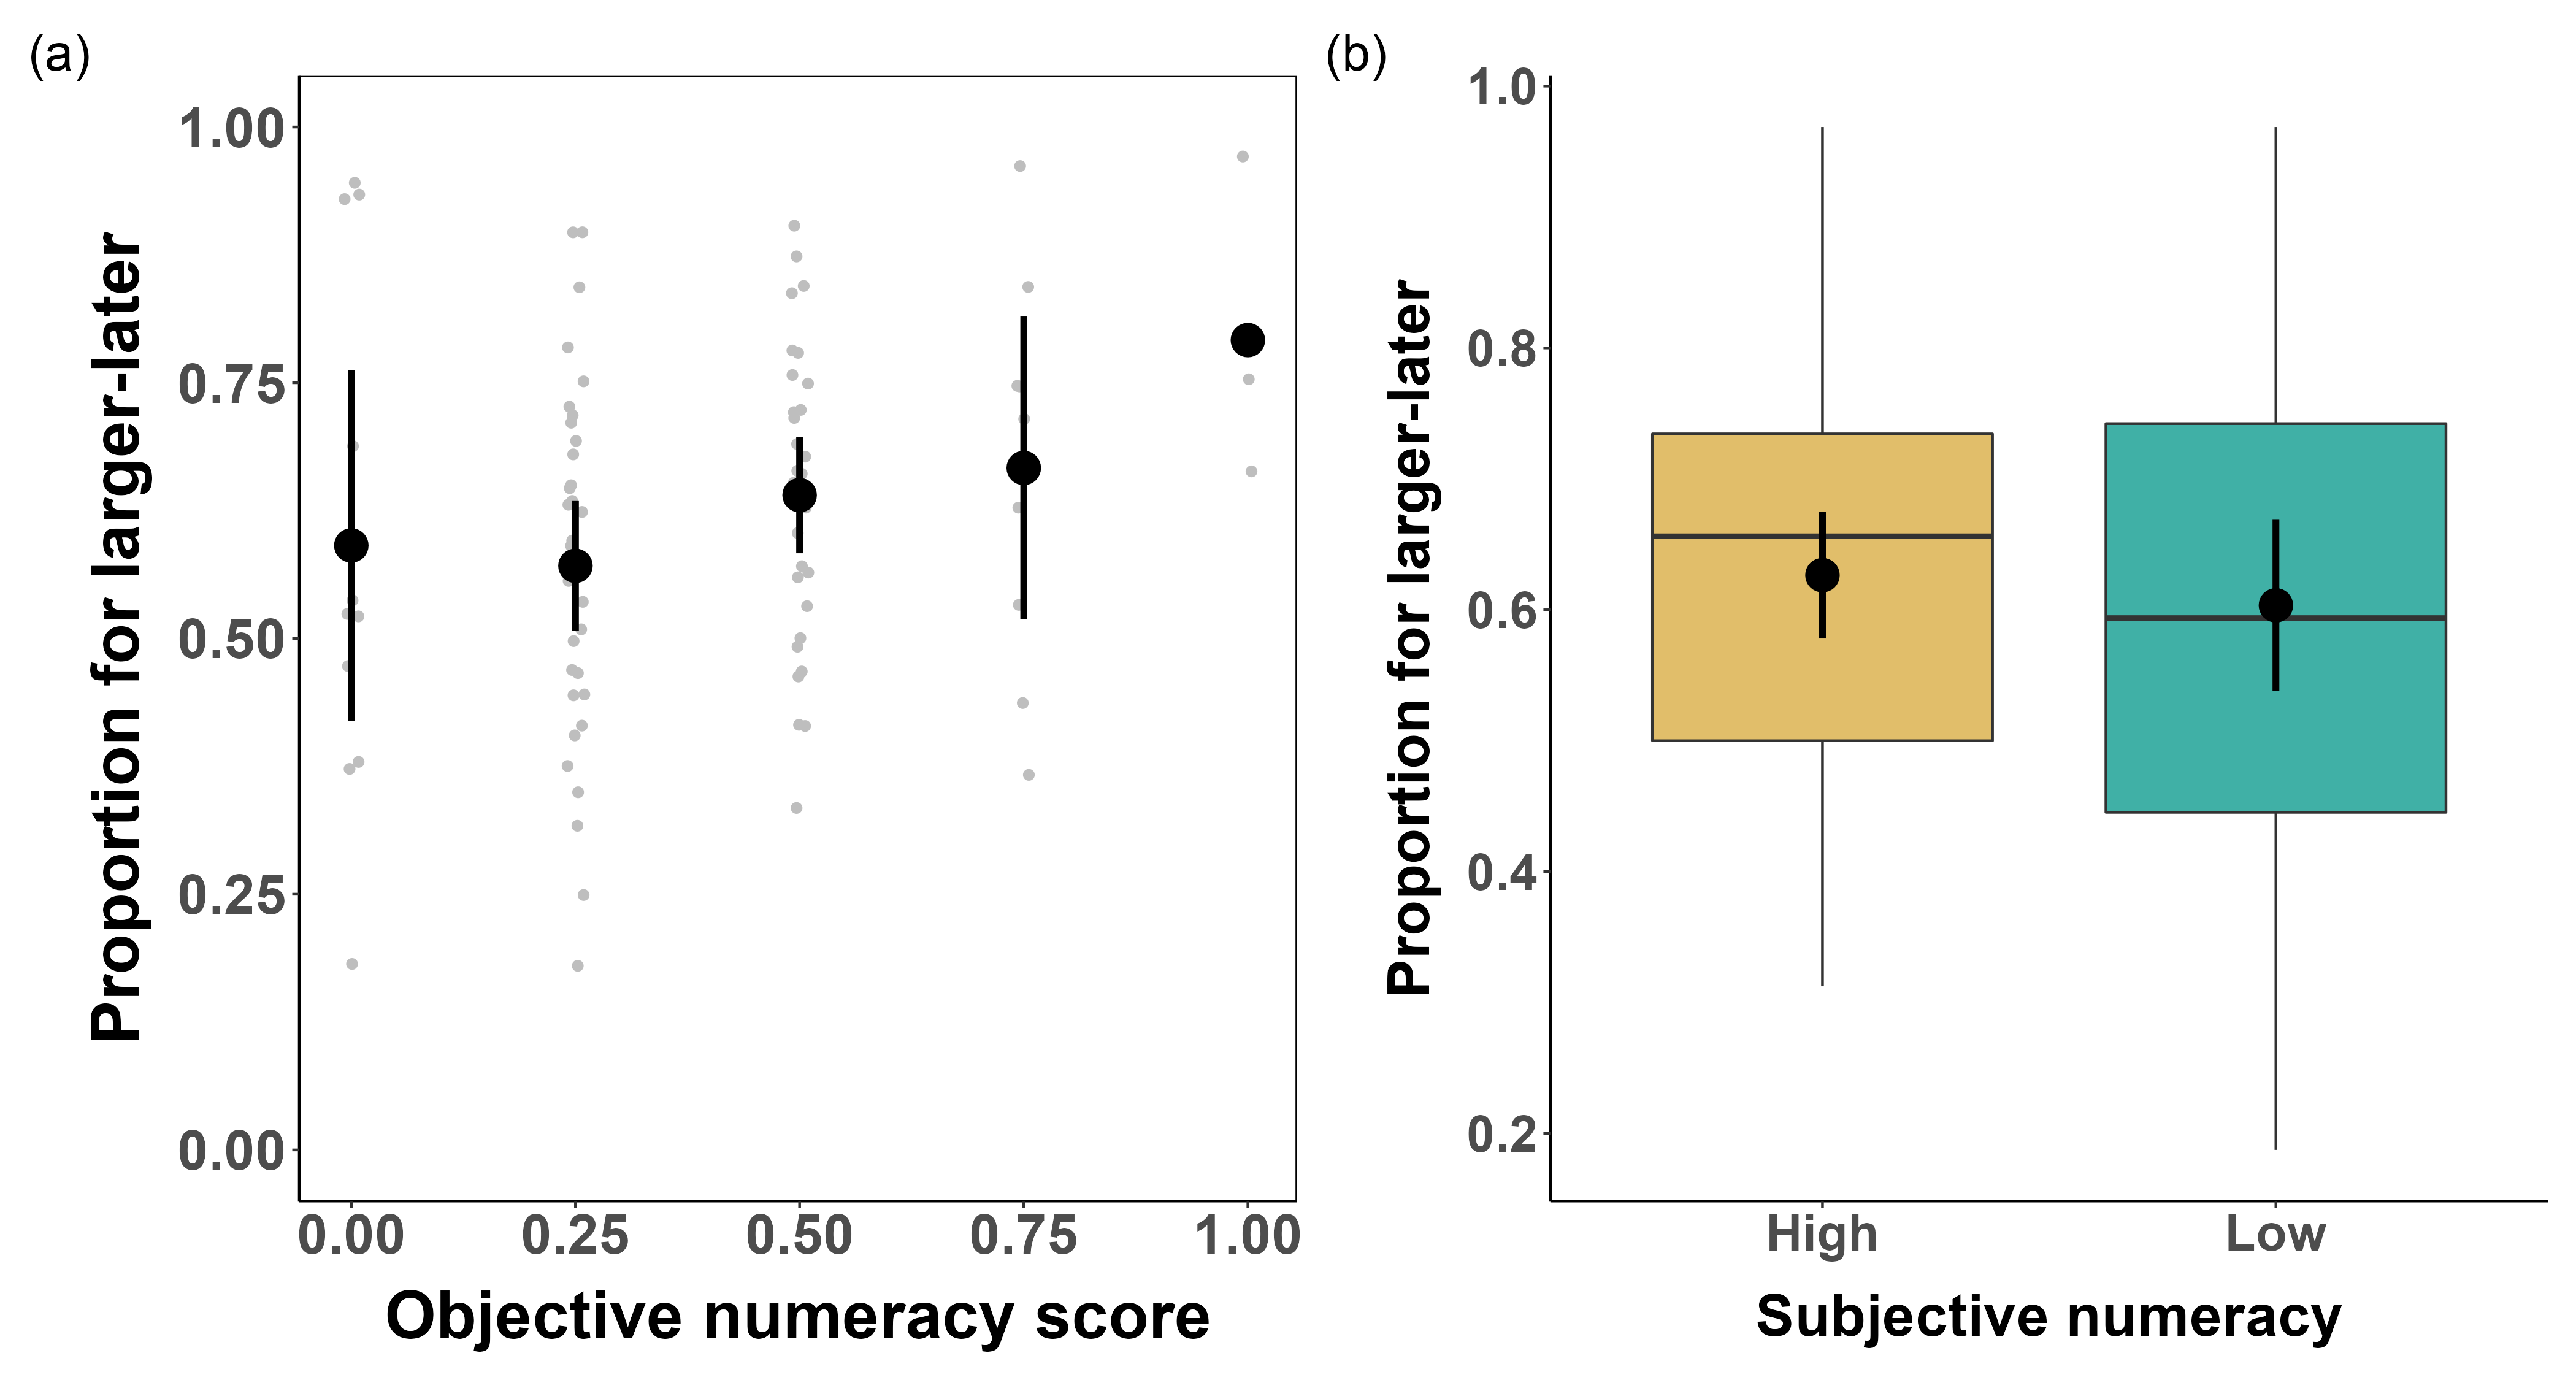 (a)
Proportion for larger-later
1.00
0.75
0.50
0.25
0.00
0.00 0.25 0.50 0.75 1.00
Objective numeracy score
(b)
Proportion for larger-later
1.0
0.8
0.6
0.4
0.2
High Low
Subjective numeracy